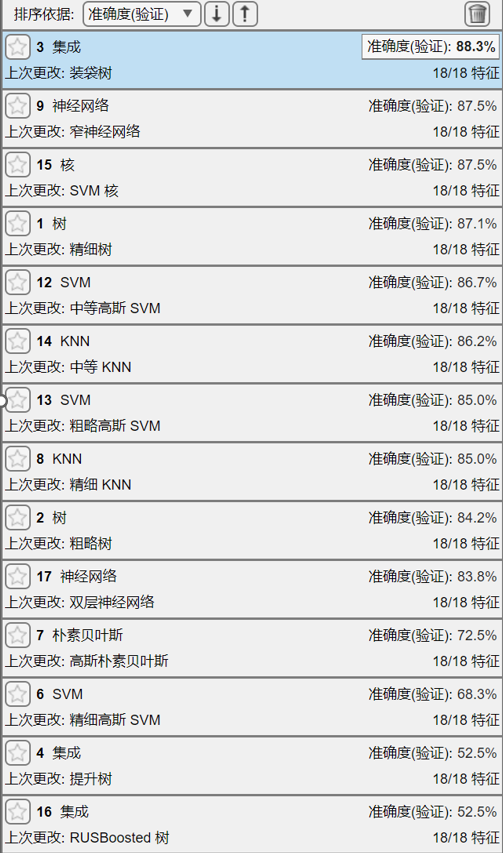 排序依据: 准确度(验证)
3 集成 准确度(验证): 88.3%
上次更改: 装袋树 18/18 特征
9 神经网络 准确度(验证): 87.5%
上次更改: 窄神经网络 18/18 特征
15 核 准确度(验证): 87.5%
上次更改: SVM 核 18/18 特征
1 树 准确度(验证): 87.1%
上次更改: 精细树 18/18 特征
12 SVM 准确度(验证): 86.7%
上次更改: 中等高斯 SVM 18/18 特征
14 KNN 准确度(验证): 86.2%
上次更改: 中等 KNN 18/18 特征
13 SVM 准确度(验证): 85.0%
上次更改: 粗略高斯 SVM 18/18 特征
8 KNN 准确度(验证): 85.0%
上次更改: 精细 KNN 18/18 特征
2 树 准确度(验证): 84.2%
上次更改: 粗略树 18/18 特征
17 神经网络 准确度(验证): 83.8%
上次更改: 双层神经网络 18/18 特征
7 朴素贝叶斯 准确度(验证): 72.5%
上次更改: 高斯朴素贝叶斯 18/18 特征
6 SVM 准确度(验证): 68.3%
上次更改: 精细高斯 SVM 18/18 特征
4 集成 准确度(验证): 52.5%
上次更改: 提升树 18/18 特征
16 集成 准确度(验证): 52.5%
上次更改: RUSBoosted 树 18/18 特征